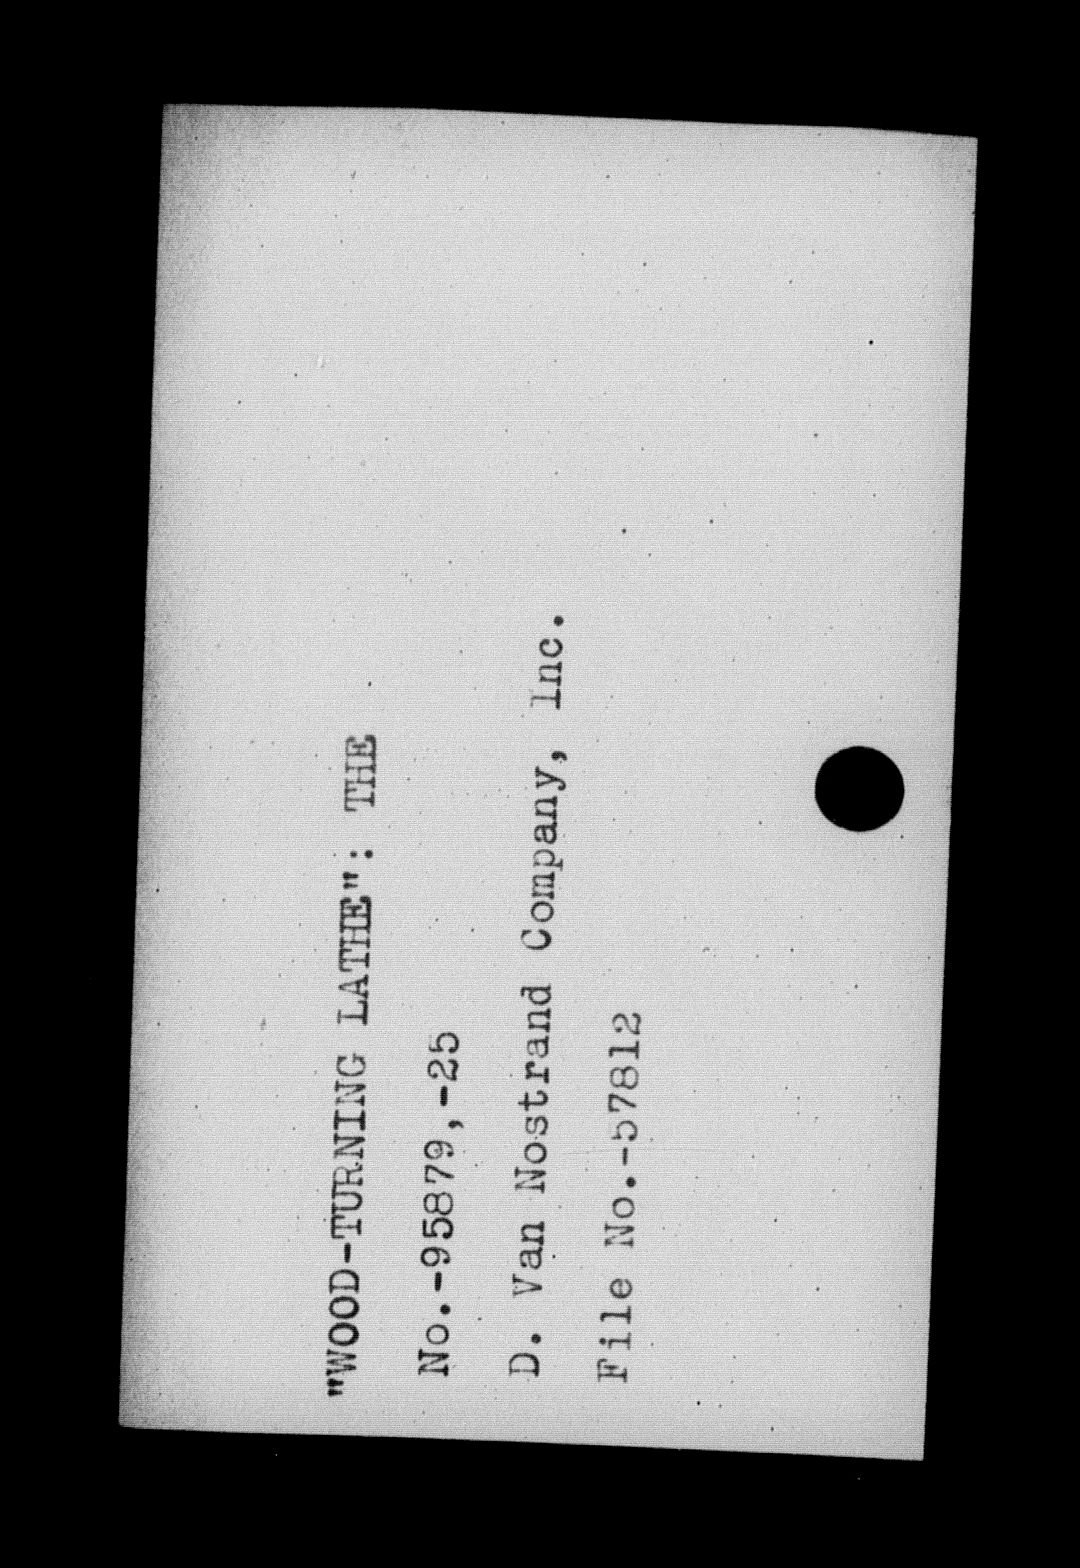 "WOOD-TURNING LATHE": THE
No.-95879,-25
D. Van Nostrand Company, Inc.
File No.-57812